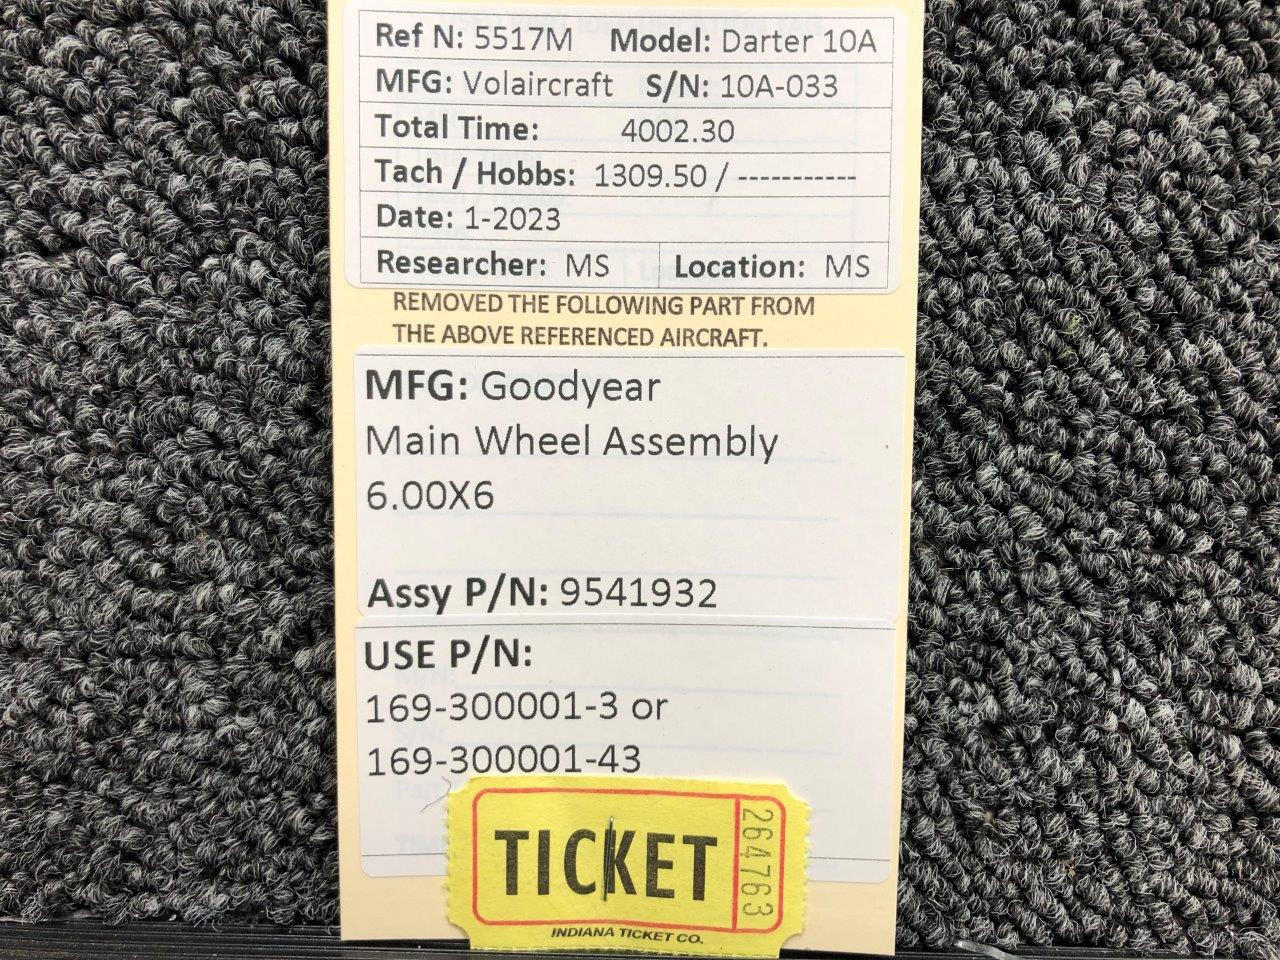 Ref N: 5517M Model: Darter 10A
MFG: Volaircraft S/N: 10A-033
Total Time: 4002.30
Tach / Hobbs: 1309.50 / -----------
Date: 1-2023
Researcher: MS Location: MS
REMOVED THE FOLLOWING PART FROM
THE ABOVE REFERENCED AIRCRAFT.
MFG: Goodyear
Main Wheel Assembly
6.00X6
Assy P/N: 9541932
USE P/N:
169-300001-3 or
169-300001-43
TICKET
264763
INDIANA TICKET CO.